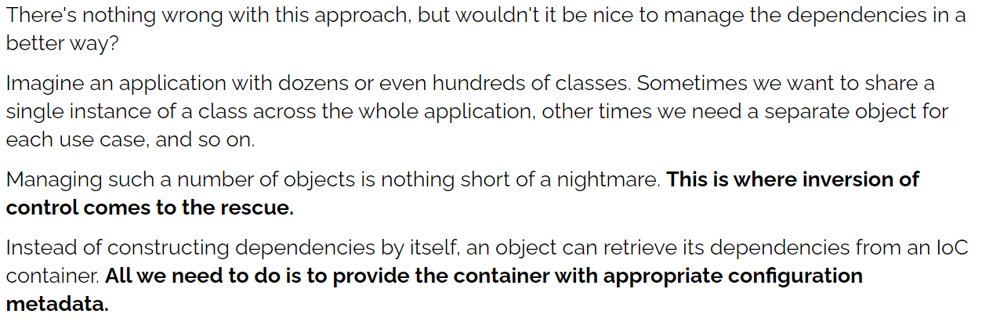 There's nothing wrong with this approach, but wouldn't it be nice to manage the dependencies in a
better way?
Imagine an application with dozens or even hundreds of classes. Sometimes we want to share a
single instance of a class across the whole application, other times we need a separate object for
each use case, and so on.
Managing such a number of objects is nothing short of a nightmare. This is where inversion of
control comes to the rescue.
Instead of constructing dependencies by itself, an object can retrieve its dependencies from an IoC
container. All we need to do is to provide the container with appropriate configuration
metadata.